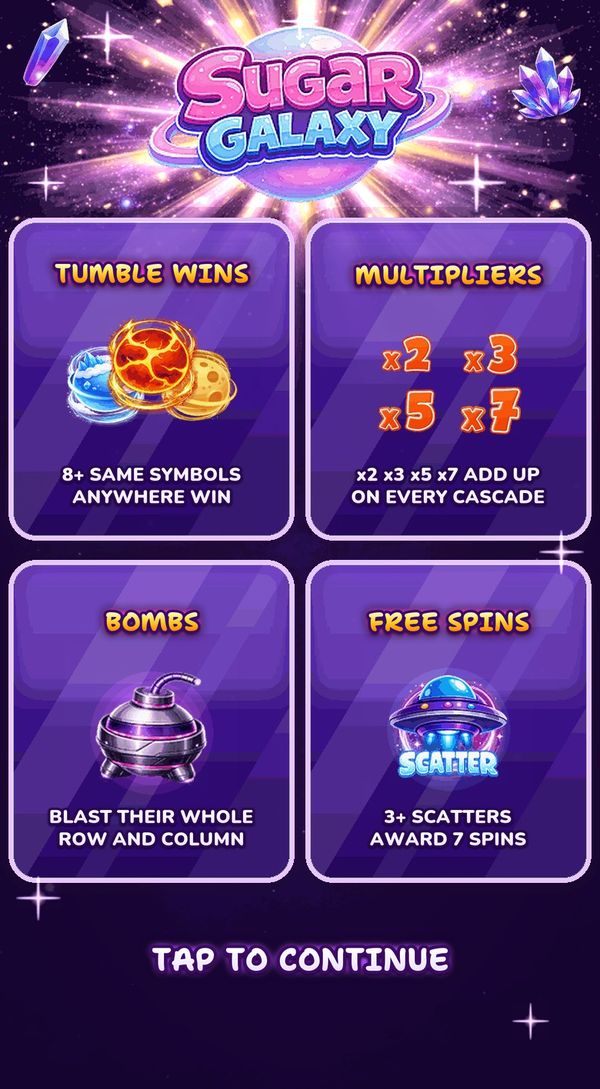 SUGAR
GALAXY
TUMBLE WINS
8+ SAME SYMBOLS
ANYWHERE WIN
MULTIPLIERS
x2 x3
x5 x7
x2 x3 x5 x7 ADD UP
ON EVERY CASCADE
BOMBS
BLAST THEIR WHOLE
ROW AND COLUMN
FREE SPINS
SCATTER
3+ SCATTERS
AWARD 7 SPINS
TAP TO CONTINUE